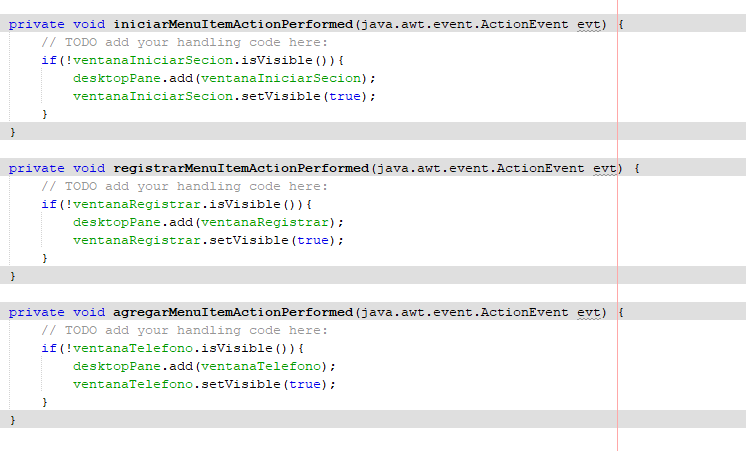 private void iniciarMenuItemActionPerformed(java.awt.event.ActionEvent evt) {
// TODO add your handling code here:
if(!ventanaIniciarSecion.isVisible()){
desktopPane.add(ventanaIniciarSecion);
ventanaIniciarSecion.setVisible(true);
}
}
private void registrarMenuItemActionPerformed(java.awt.event.ActionEvent evt) {
// TODO add your handling code here:
if(!ventanaRegistrar.isVisible()){
desktopPane.add(ventanaRegistrar);
ventanaRegistrar.setVisible(true);
}
}
private void agregarMenuItemActionPerformed(java.awt.event.ActionEvent evt) {
// TODO add your handling code here:
if(!ventanaTelefono.isVisible()){
desktopPane.add(ventanaTelefono);
ventanaTelefono.setVisible(true);
}
}